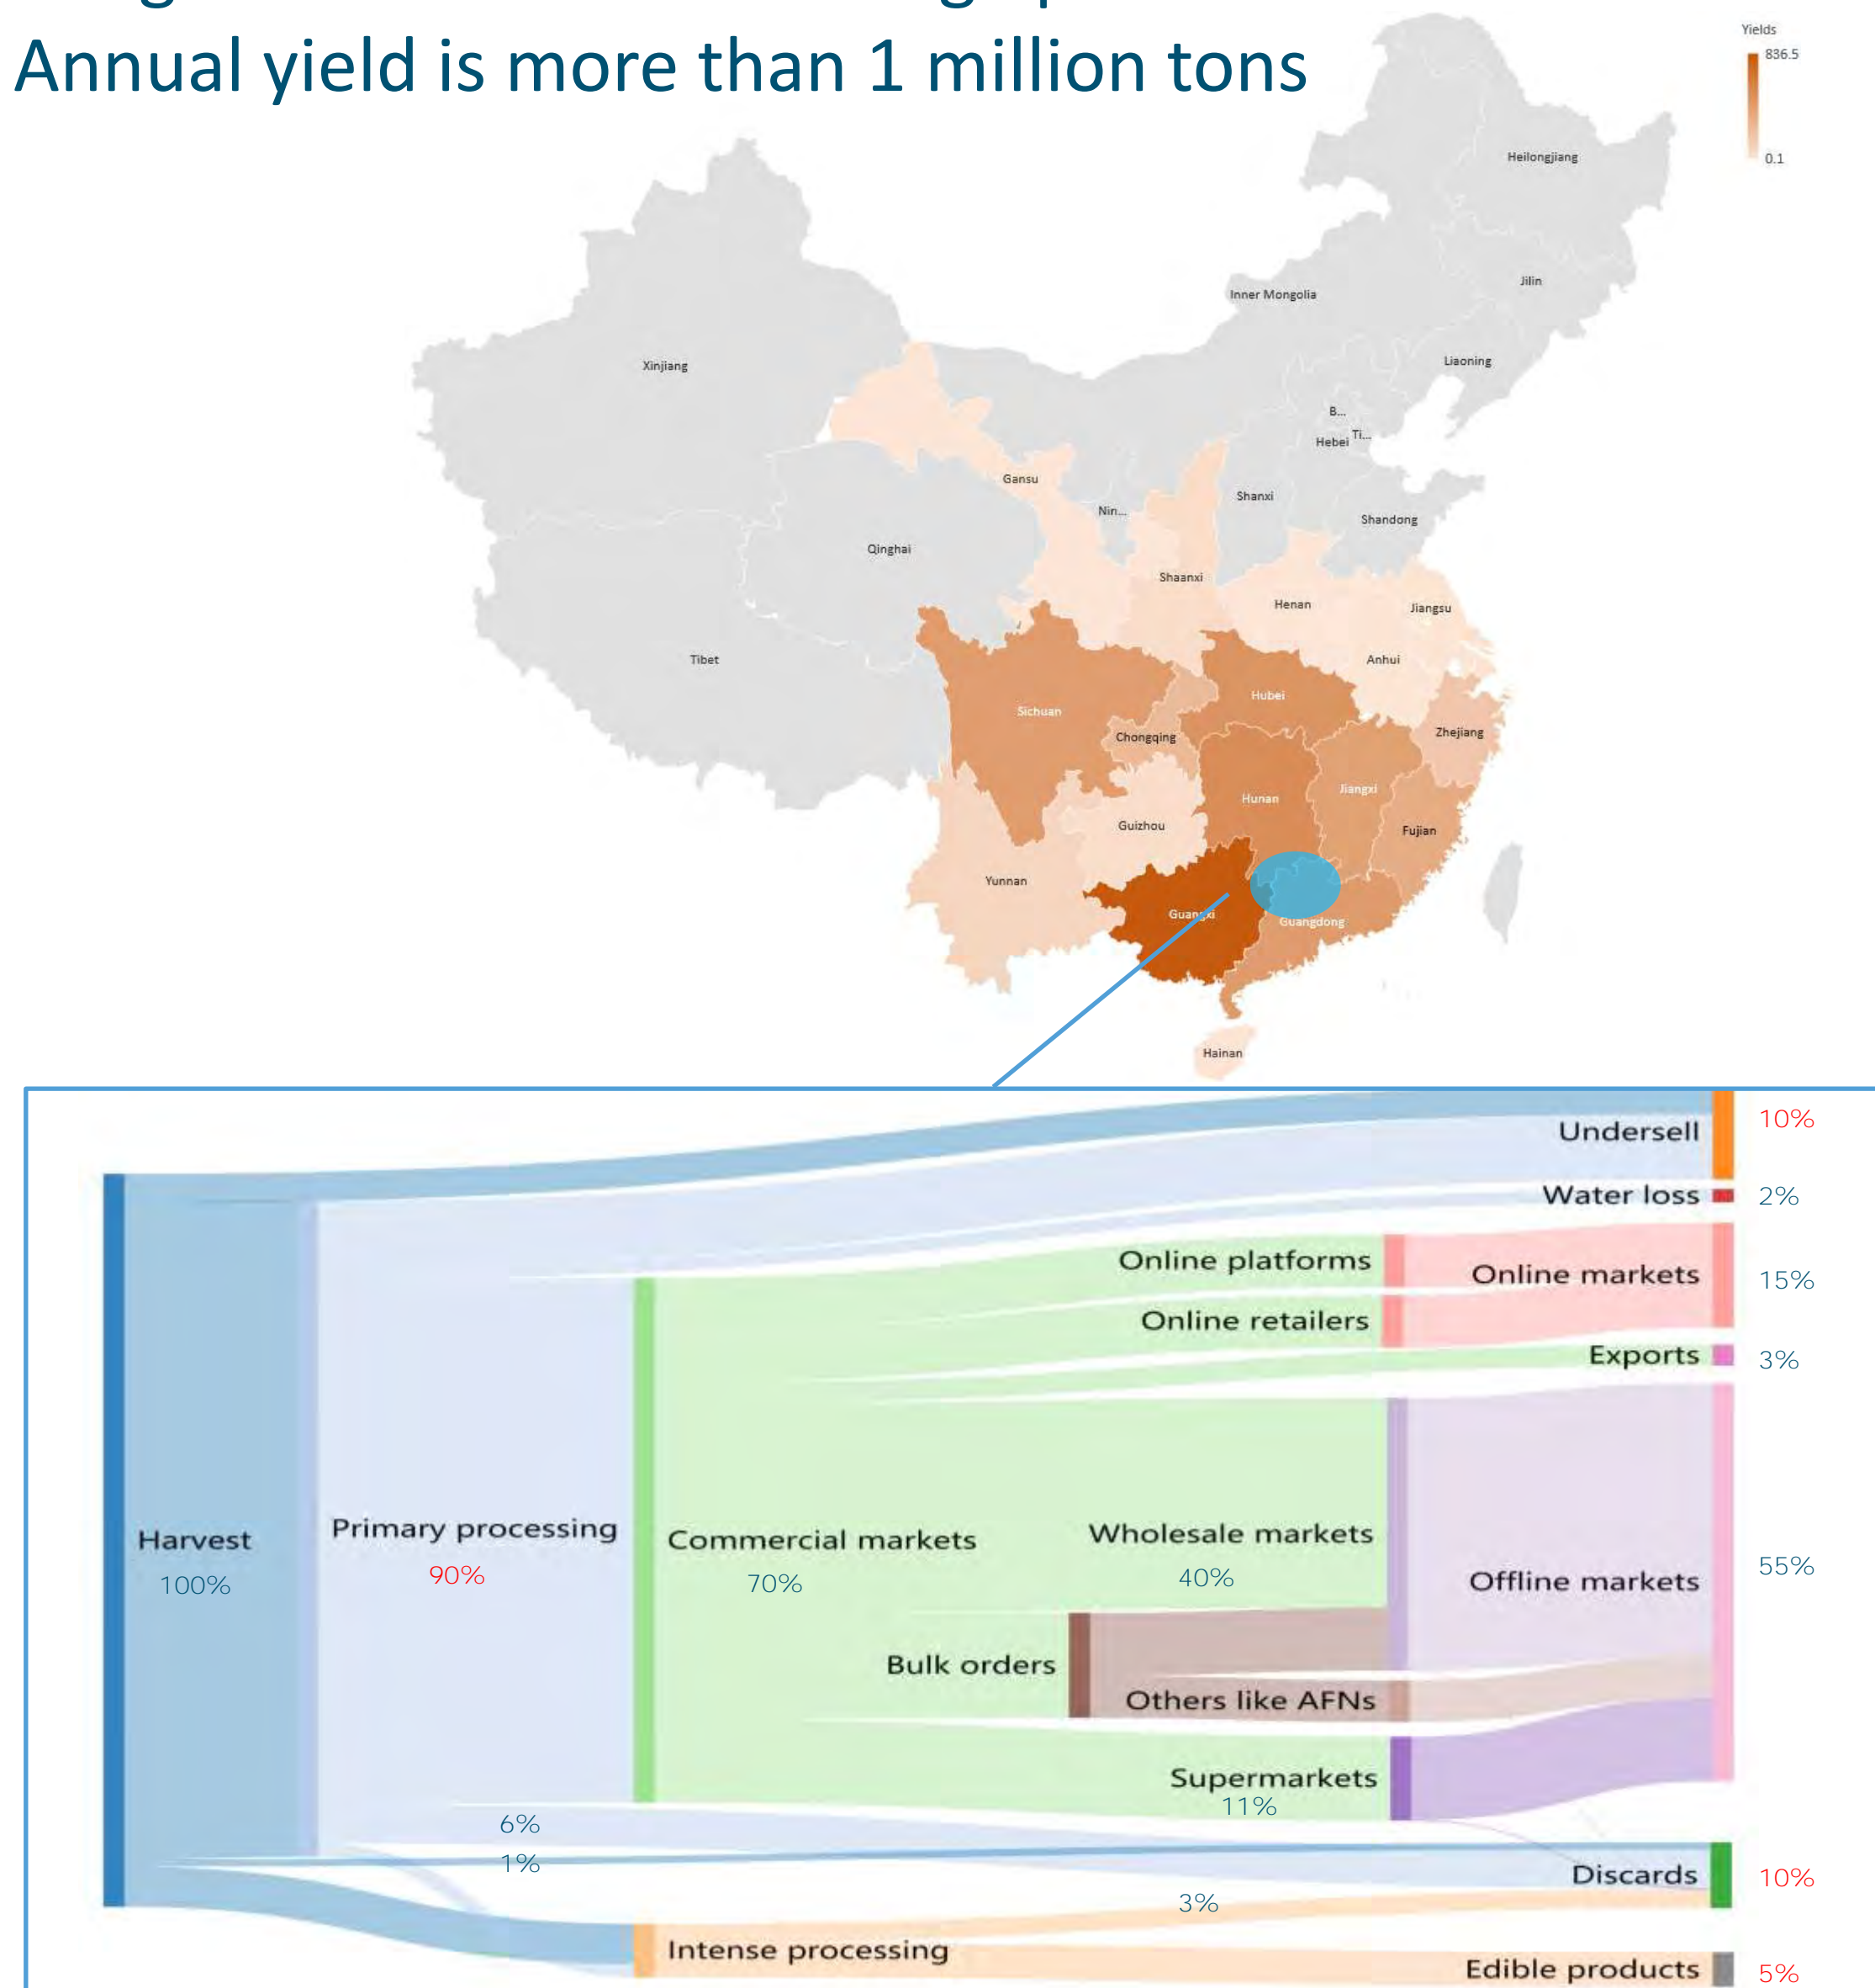 Annual yield is more than 1 million tons
Yields
836.5
0.1
Heilongjiang
Jilin
Inner Mongolia
Liaoning
Xinjiang
B...
Ti...
Hebei
Gansu
Shanxi
Nin...
Shandong
Qinghai
Shaanxi
Henan
Jiangsu
Tibet
Anhui
Hubei
Sichuan
Zhejiang
Chongqing
Jiangxi
Hunan
Guizhou
Fujian
Yunnan
Guangxi
Guangdong
Hainan
10%
Undersell
Water loss
2%
Online platforms
Online markets
15%
Online retailers
Exports
3%
Harvest
100%
Primary processing
90%
Commercial markets
70%
Wholesale markets
40%
Offline markets
55%
Bulk orders
Others like AFNs
Supermarkets
11%
6%
1%
Discards
10%
3%
Intense processing
Edible products
5%